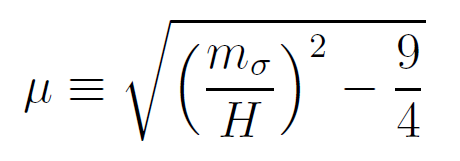 μ ≡ √((m_σ/H)^2 − 9/4)